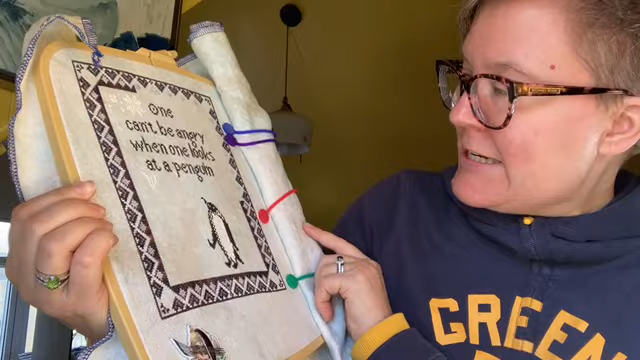 One
can't be angry
when one looks
at a penguin
GREEN